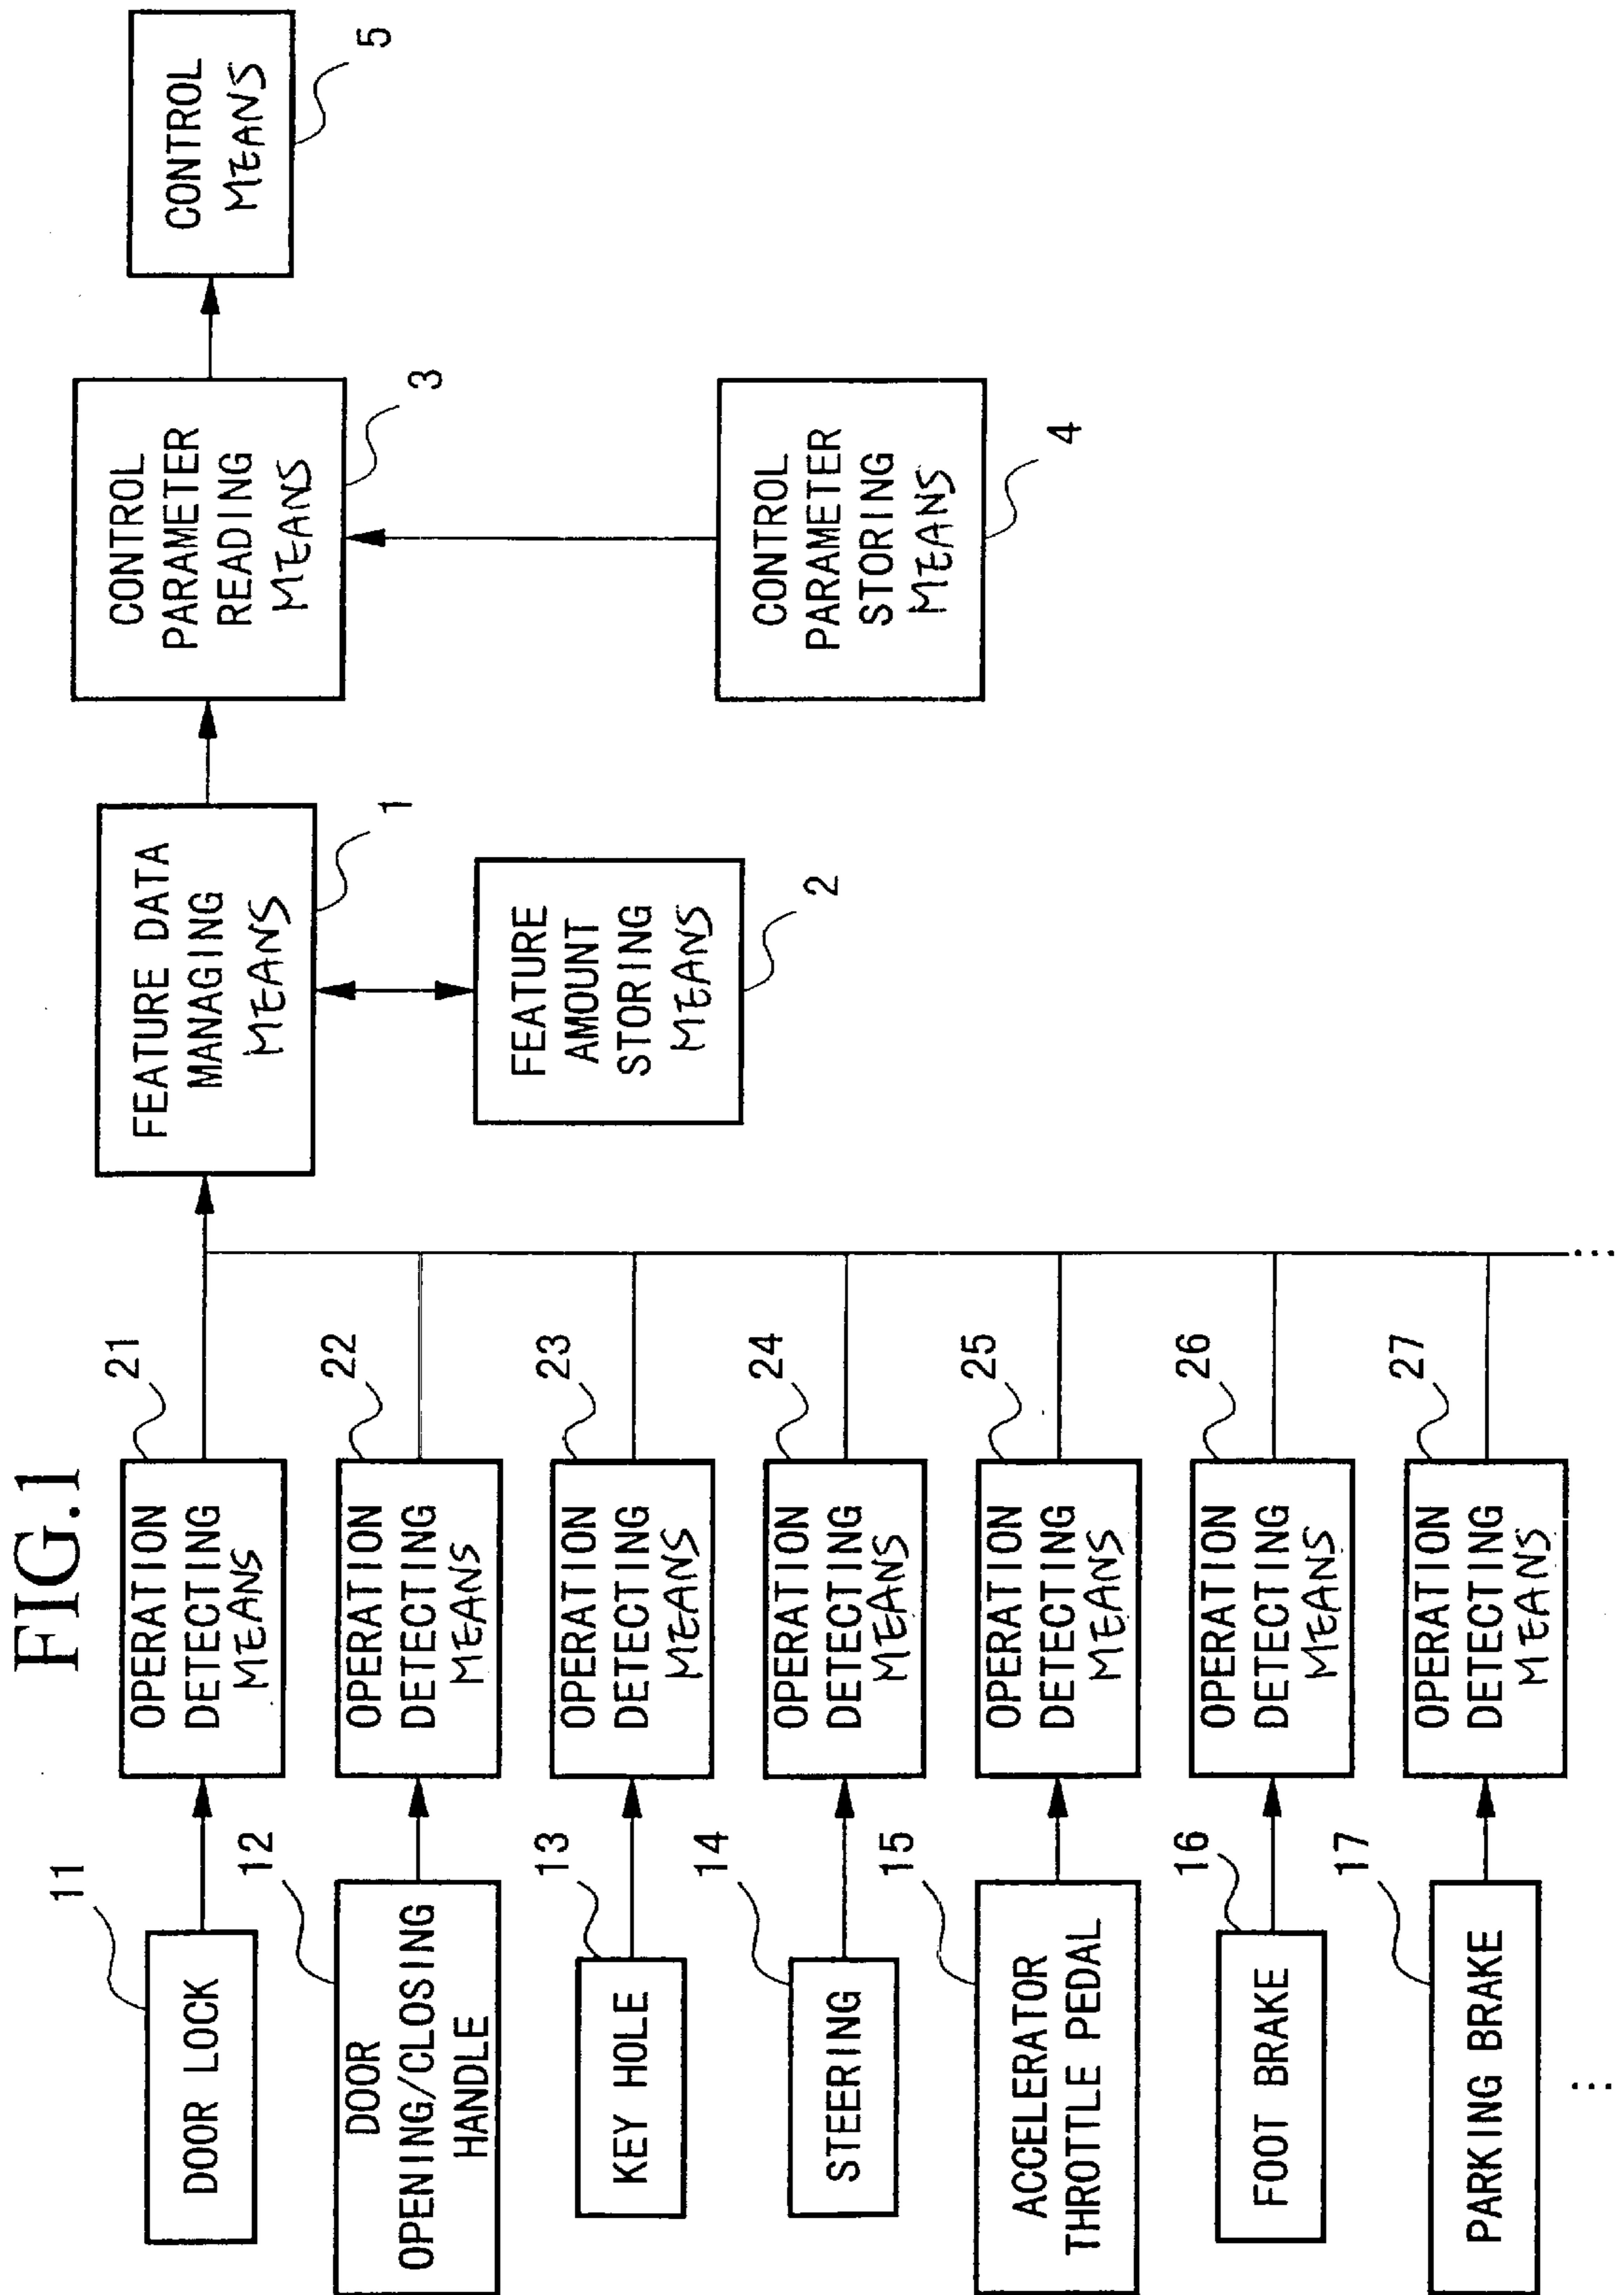 FIG.1
11
DOOR LOCK
21
OPERATION
DETECTING
MEANS
12
DOOR
OPENING/CLOSING
HANDLE
22
OPERATION
DETECTING
MEANS
13
KEY HOLE
23
OPERATION
DETECTING
MEANS
14
STEERING
24
OPERATION
DETECTING
MEANS
15
ACCELERATOR
THROTTLE PEDAL
25
OPERATION
DETECTING
MEANS
16
FOOT BRAKE
26
OPERATION
DETECTING
MEANS
17
PARKING BRAKE
27
OPERATION
DETECTING
MEANS
...
...
FEATURE DATA
MANAGING
MEANS
1
FEATURE
AMOUNT
STORING
MEANS
2
CONTROL
PARAMETER
READING
MEANS
3
CONTROL
PARAMETER
STORING
MEANS
4
CONTROL
MEANS
5